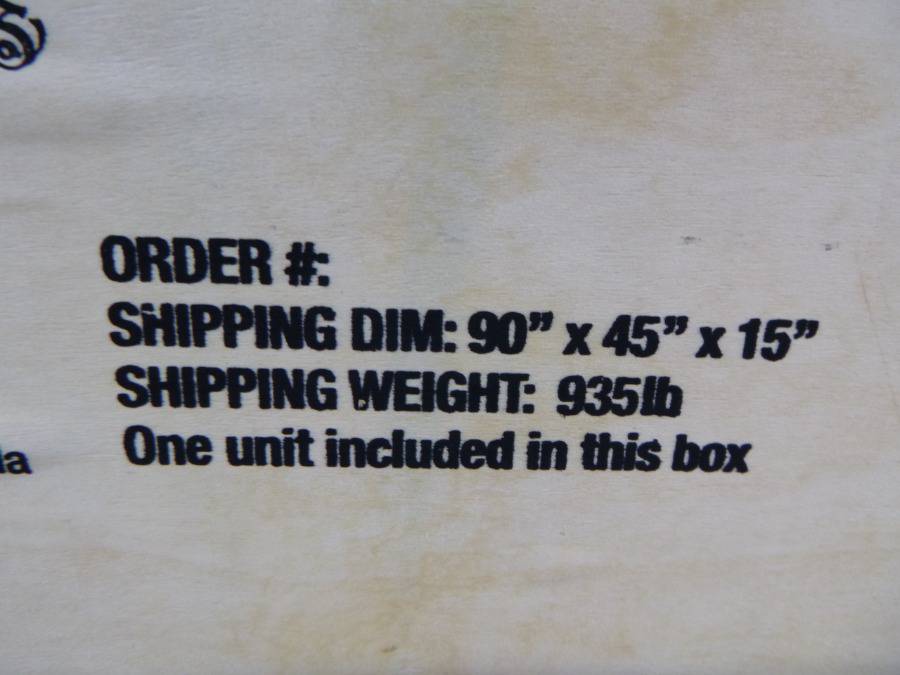 ORDER #:
SHIPPING DIM: 90” x 45” x 15”
SHIPPING WEIGHT: 935lb
One unit included in this box